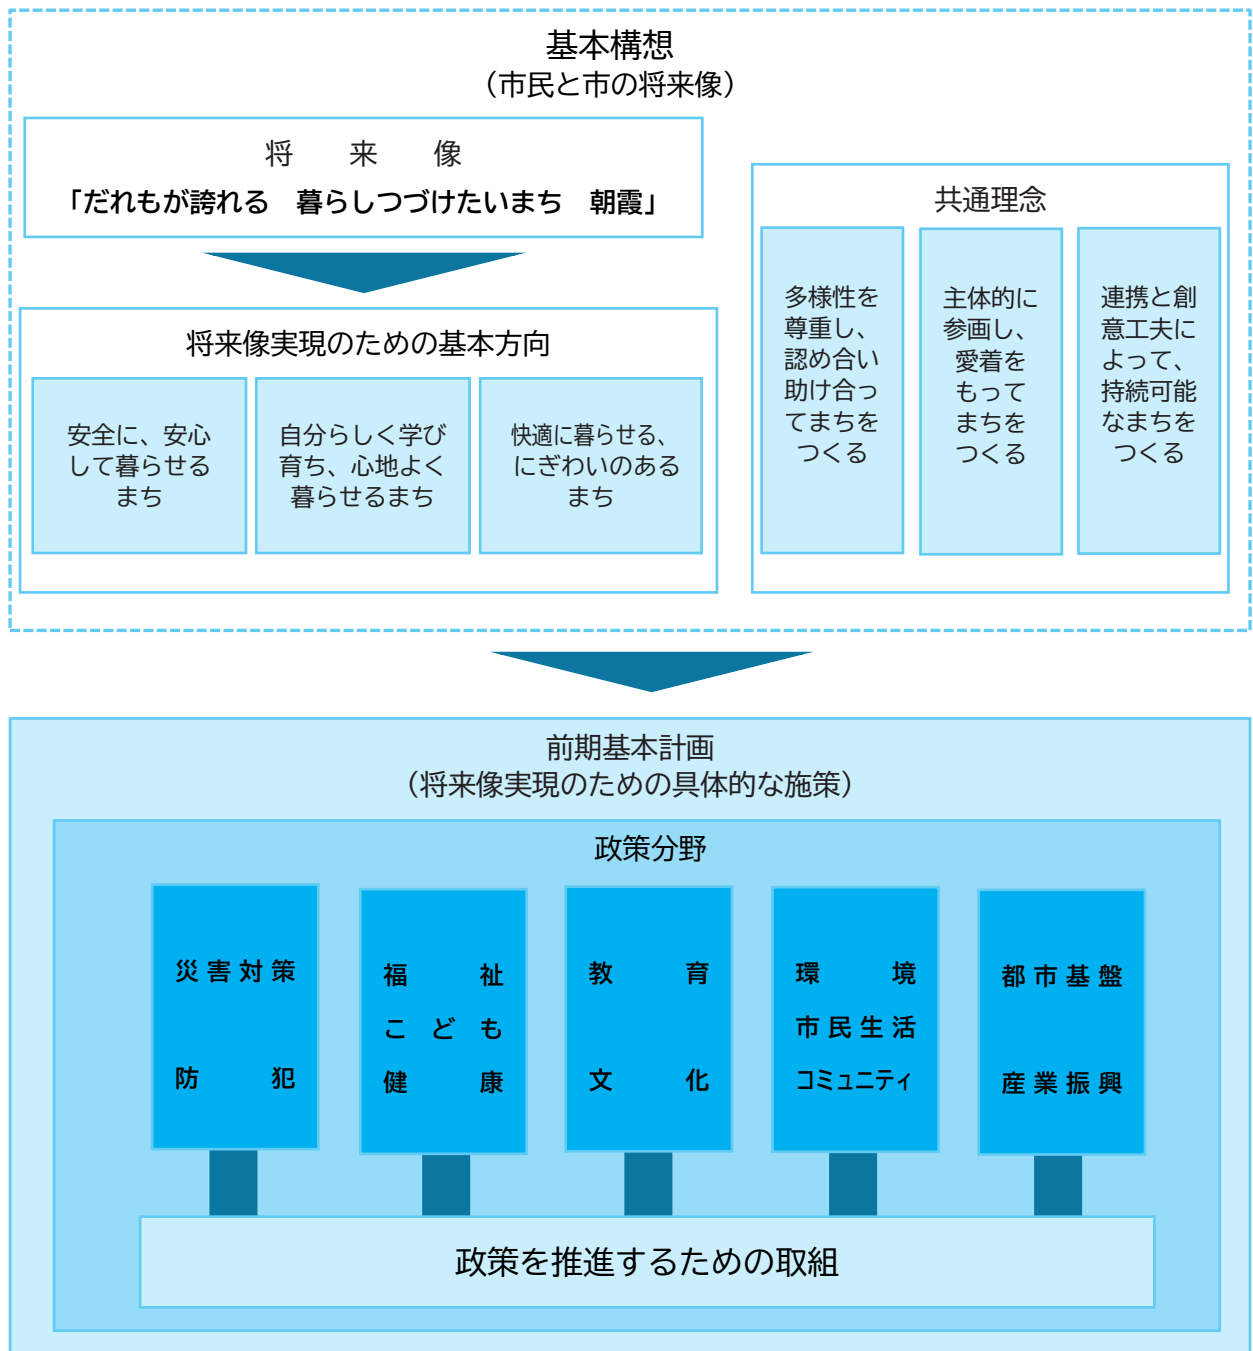 基本構想
（市民と市の将来像）
将　来　像
「だれもが誇れる　暮らしつづけたいまち　朝霞」
将来像実現のための基本方向
安全に、安心
して暮らせる
まち
自分らしく学び
育ち、心地よく
暮らせるまち
快適に暮らせる、
にぎわいのある
まち
共通理念
多様性を
尊重し、
認め合い
助け合っ
てまちを
つくる
主体的に
参画し、
愛着を
もって
まちを
つくる
連携と創
意工夫に
よって、
持続可能
なまちを
つくる
前期基本計画
（将来像実現のための具体的な施策）
政策分野
災害対策
防　犯
福　祉
こども
健　康
教　育
文　化
環　境
市民生活
コミュニティ
都市基盤
産業振興
政策を推進するための取組